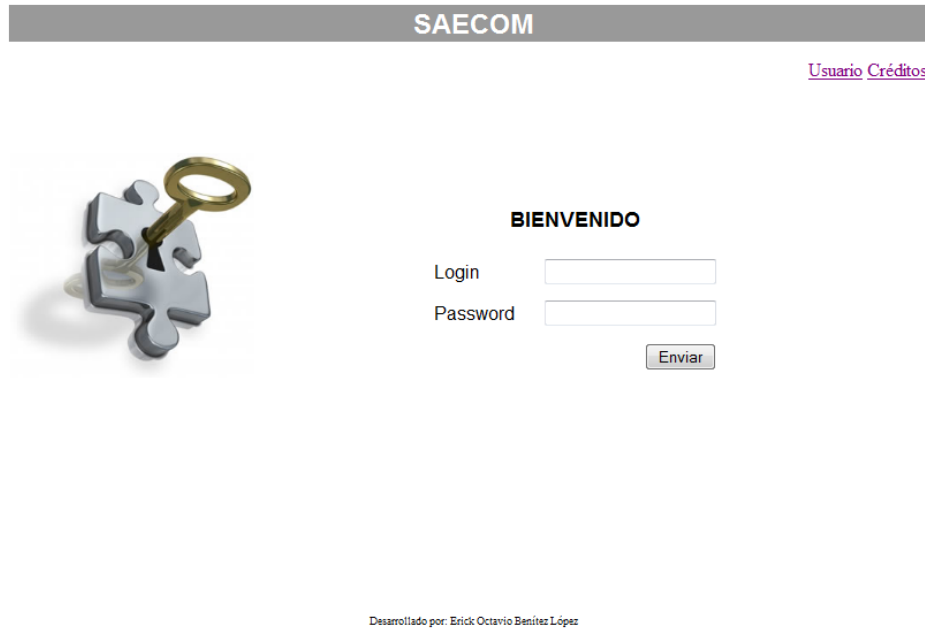 SAECOM
Usuario Créditos
BIENVENIDO
Login
Password
Enviar
Desarrollado por: Erick Octavio Benítez López